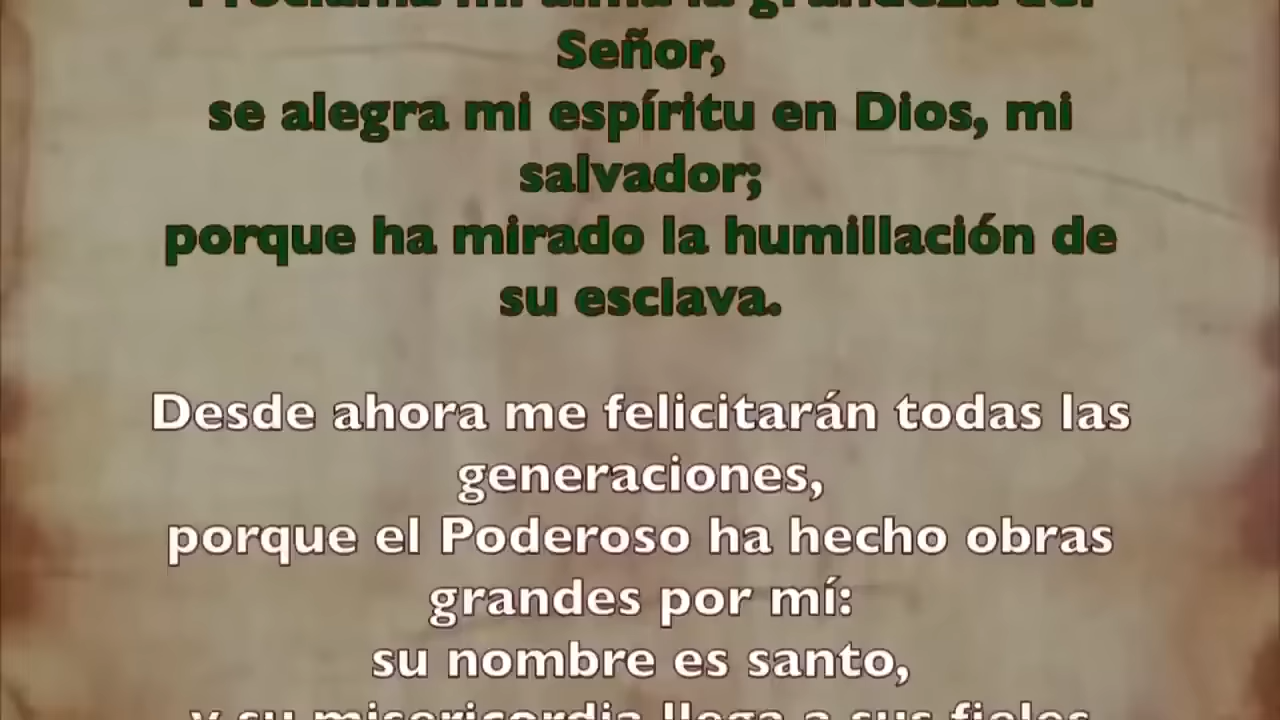 Proclama mi alma la grandeza del
Señor,
se alegra mi espíritu en Dios, mi
salvador;
porque ha mirado la humillación de
su esclava.
Desde ahora me felicitarán todas las
generaciones,
porque el Poderoso ha hecho obras
grandes por mí:
su nombre es santo,
y su misericordia llega a sus fieles